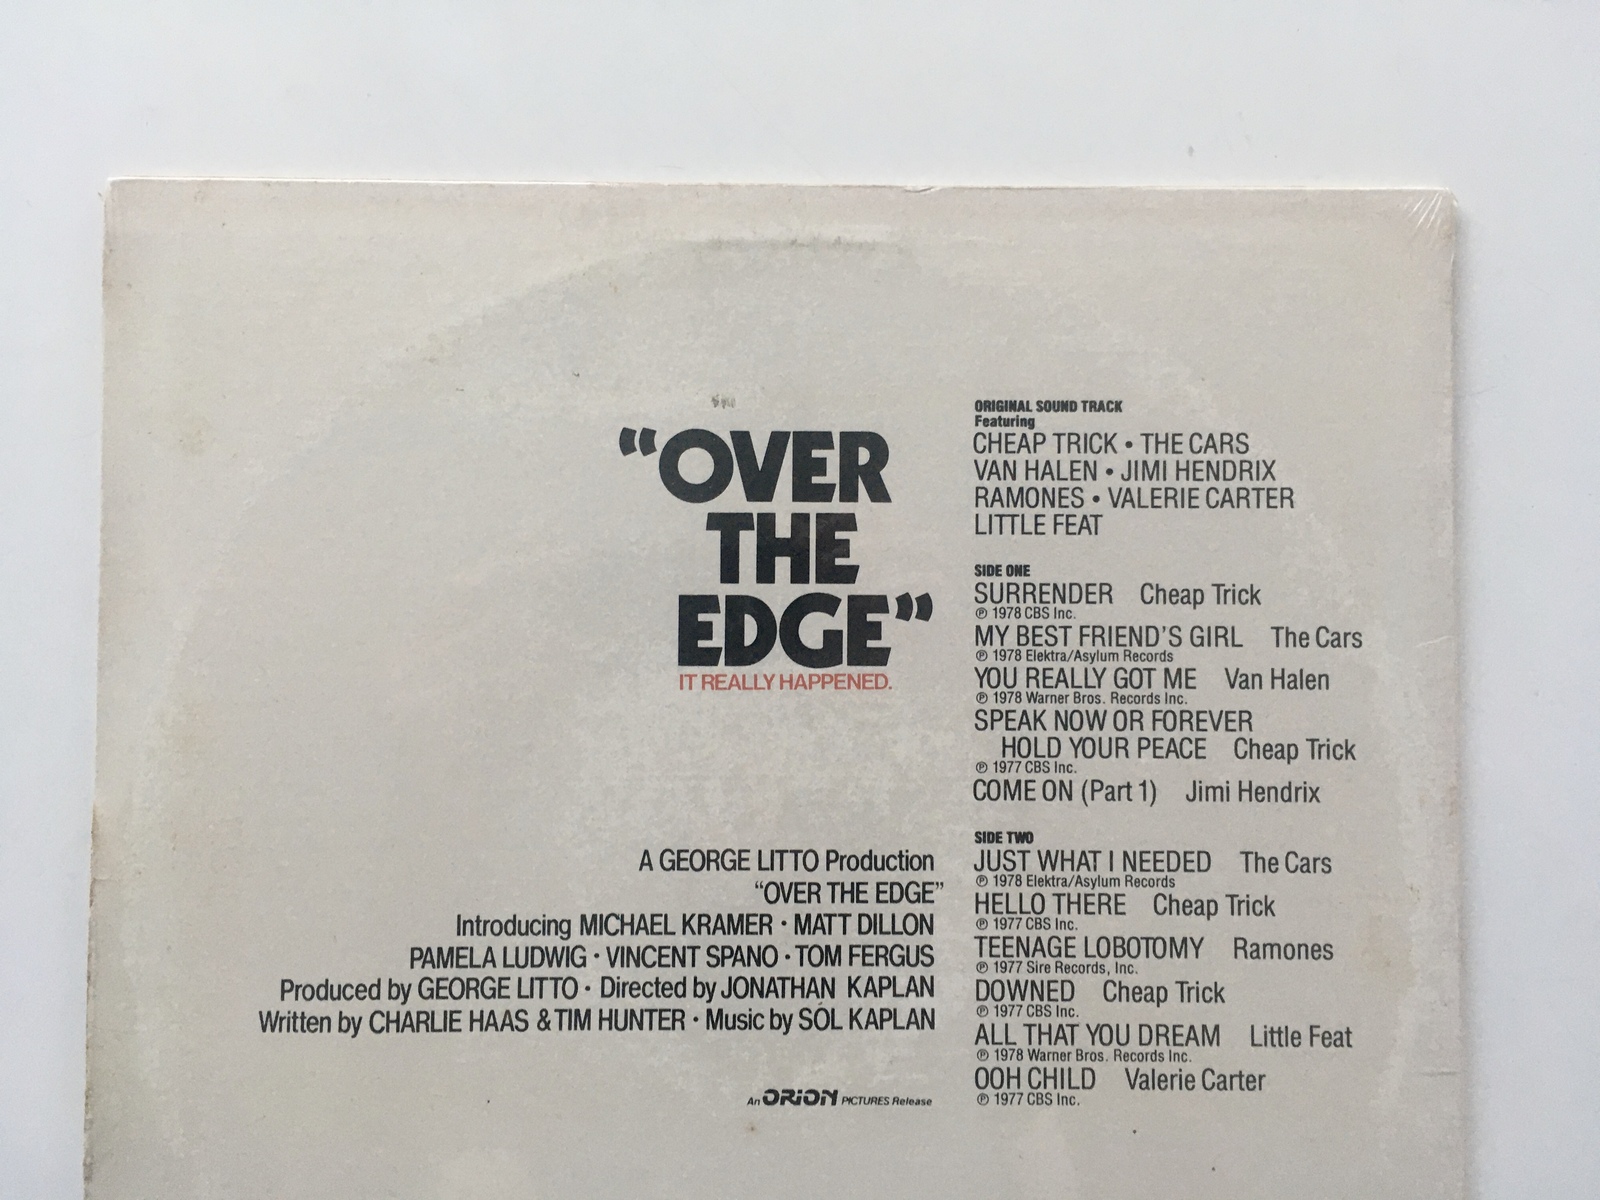 “OVER
THE
EDGE”
IT REALLY HAPPENED.
A GEORGE LITTO Production
“OVER THE EDGE”
Introducing MICHAEL KRAMER · MATT DILLON
PAMELA LUDWIG · VINCENT SPANO · TOM FERGUS
Produced by GEORGE LITTO · Directed by JONATHAN KAPLAN
Written by CHARLIE HAAS & TIM HUNTER · Music by SOL KAPLAN
An ORION PICTURES Release
ORIGINAL SOUND TRACK
Featuring
CHEAP TRICK • THE CARS
VAN HALEN • JIMI HENDRIX
RAMONES • VALERIE CARTER
LITTLE FEAT
SIDE ONE
SURRENDER Cheap Trick
℗ 1978 CBS Inc.
MY BEST FRIEND’S GIRL The Cars
℗ 1978 Elektra/Asylum Records
YOU REALLY GOT ME Van Halen
℗ 1978 Warner Bros. Records Inc.
SPEAK NOW OR FOREVER
HOLD YOUR PEACE Cheap Trick
℗ 1977 CBS Inc.
COME ON (Part 1) Jimi Hendrix
SIDE TWO
JUST WHAT I NEEDED The Cars
℗ 1978 Elektra/Asylum Records
HELLO THERE Cheap Trick
℗ 1977 CBS Inc.
TEENAGE LOBOTOMY Ramones
℗ 1977 Sire Records, Inc.
DOWNED Cheap Trick
℗ 1977 CBS Inc.
ALL THAT YOU DREAM Little Feat
℗ 1978 Warner Bros. Records Inc.
OOH CHILD Valerie Carter
℗ 1977 CBS Inc.